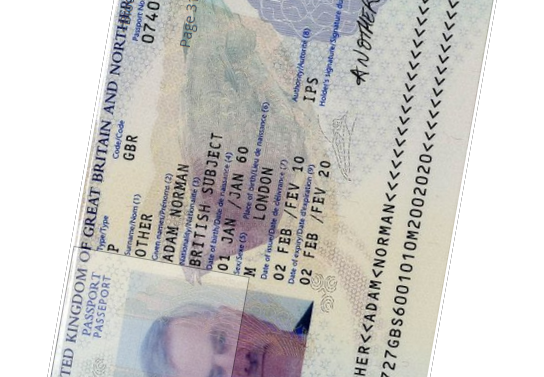 TED KINGDOM OF GREAT BRITAIN AND NORTHER
PASSPORT
PASSEPORT
Type/Type
P
Code/Code
GBR
Passport No
0740
Surname/Nom (1)
OTHER
Given names/Prénoms (2)
ADAM NORMAN
Page 3
Nationality/Nationalité (3)
BRITISH SUBJECT
Date of birth/Date de naissance (4)
01 JAN /JAN 60
Sex/Sexe (5)
M
Place of birth/Lieu de naissance (6)
LONDON
Date of issue/Date de délivrance (7)
02 FEB /FEV 10
Authority/Autorité (8)
IPS
Date of expiry/Date d'expiration (9)
02 FEB /FEV 20
Holder's signature/Signature du
ANOTHER
HER<<ADAM<NORMAN<<<<<<<<<<<<
727GBS6001010M2002020<<<<<<<